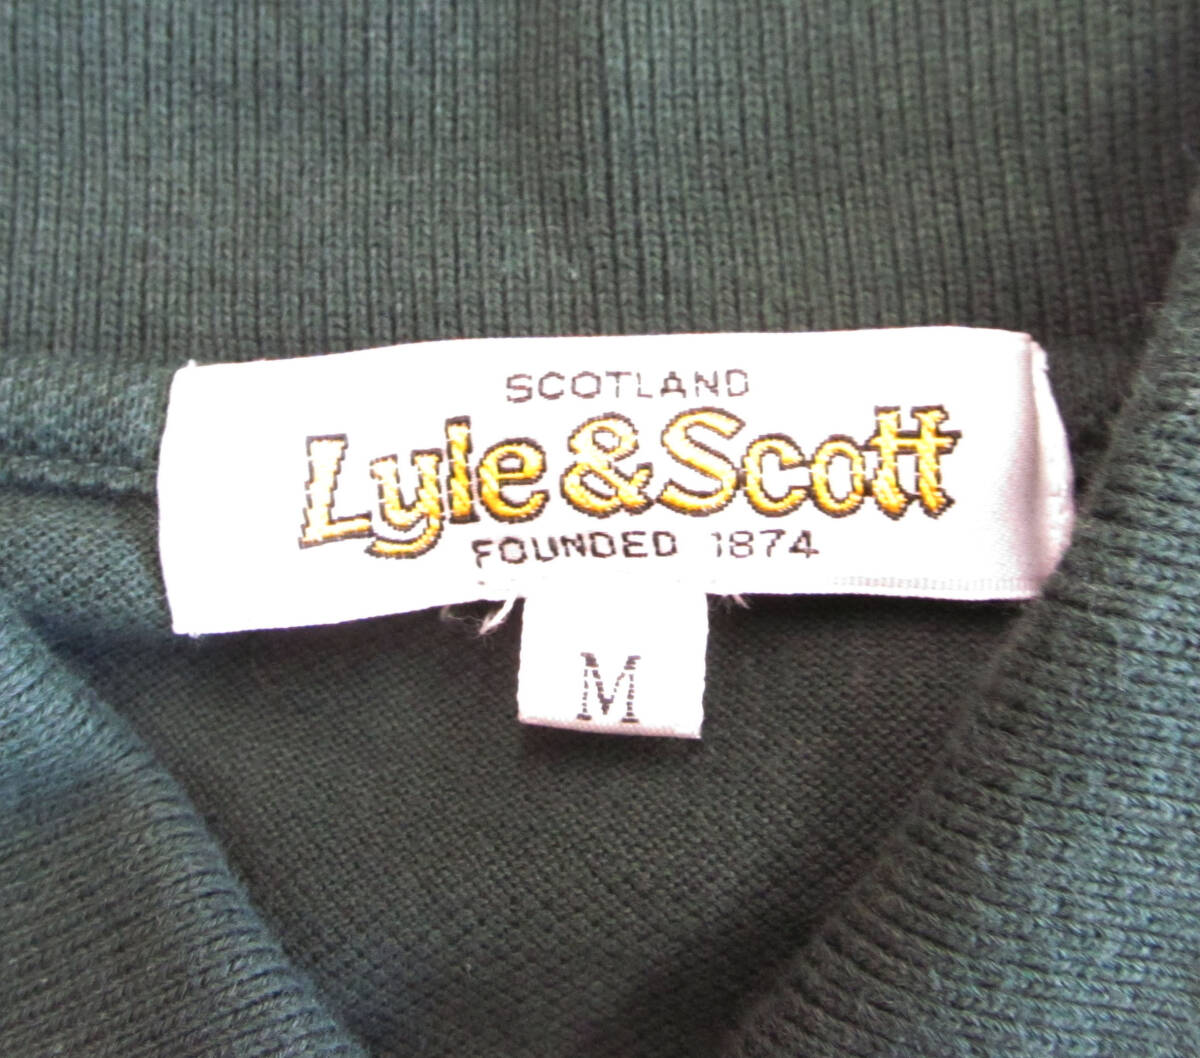 SCOTLAND
Lyle & Scott
FOUNDED 1874
M